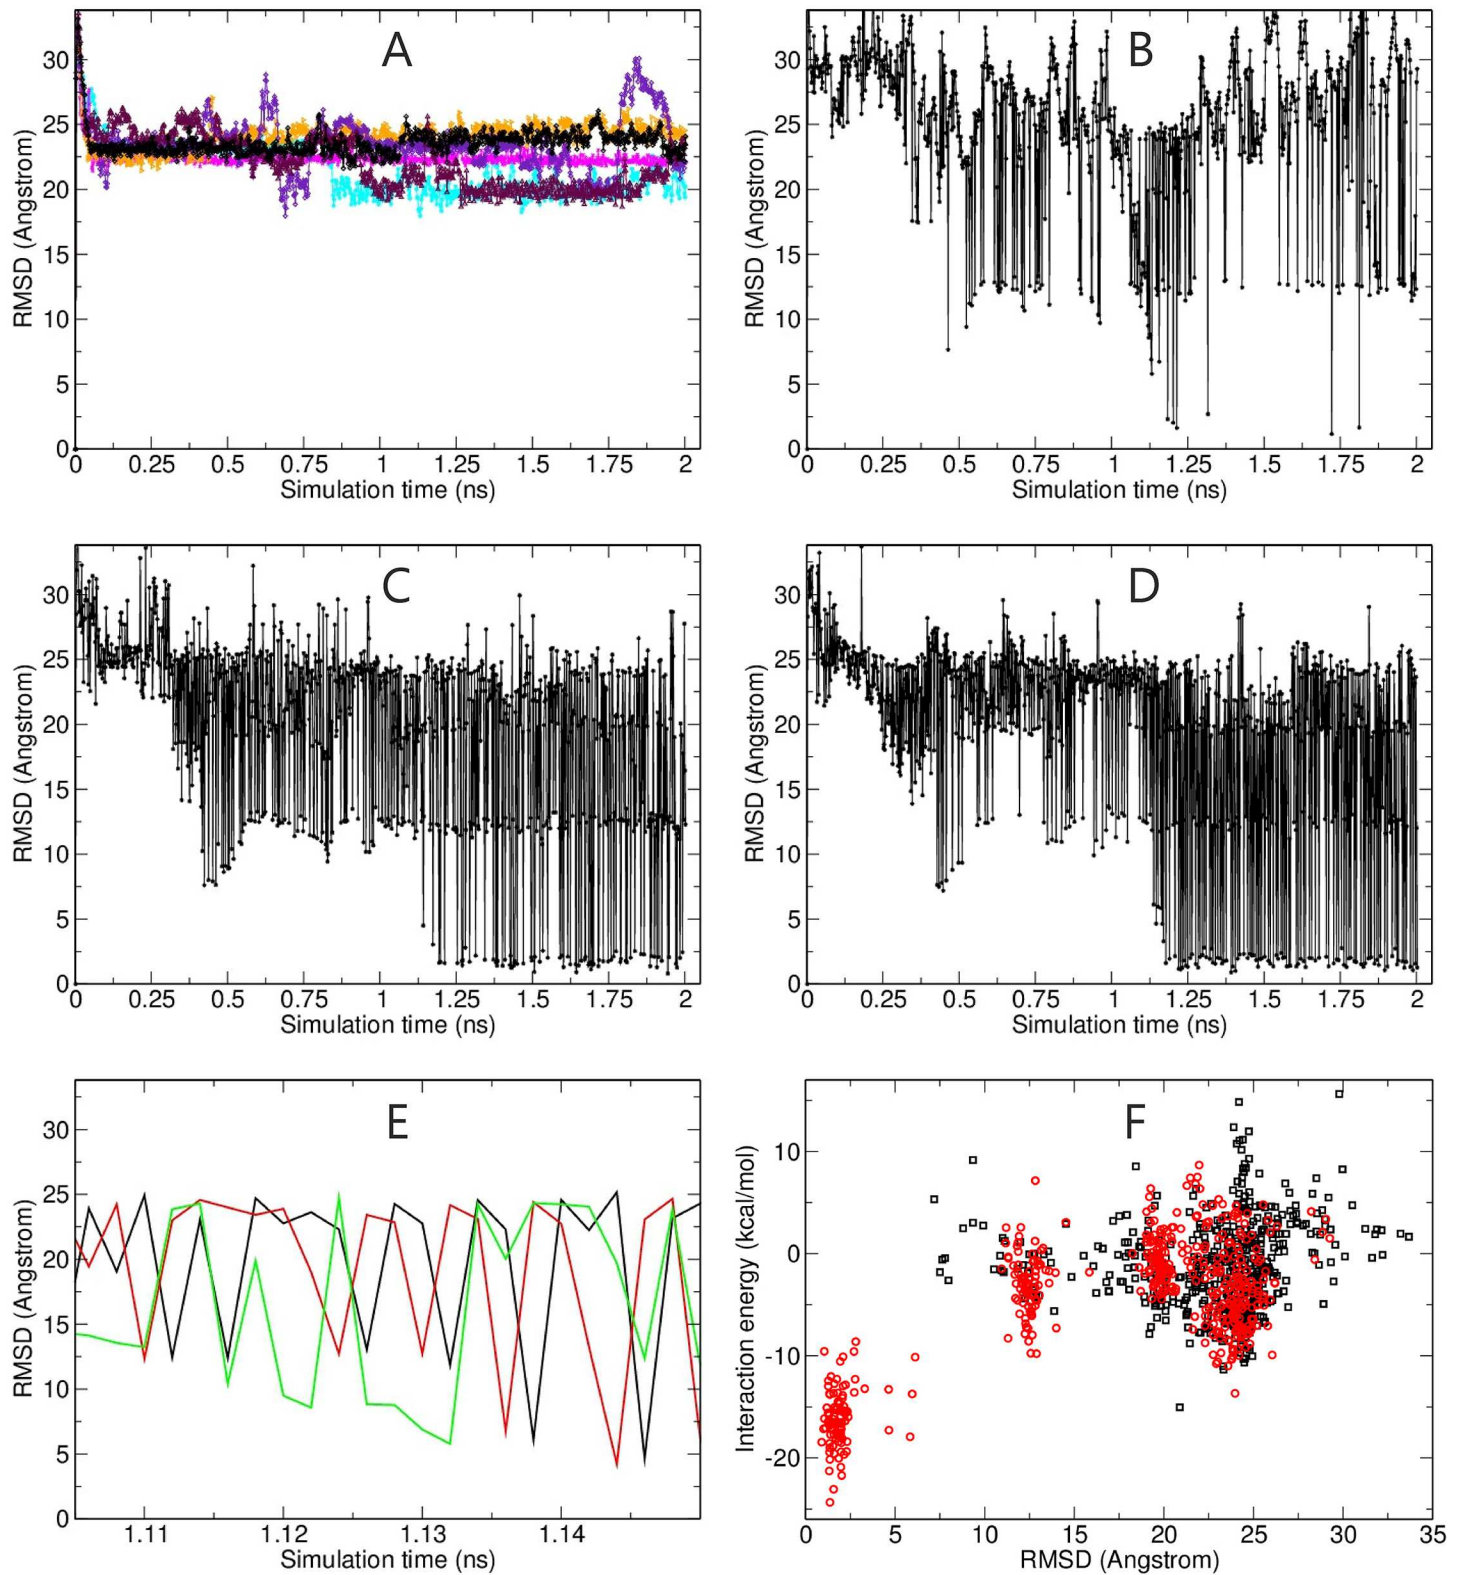 A
30
25
20
15
10
5
0
RMSD (Angstrom)
0 0.25 0.5 0.75 1 1.25 1.5 1.75 2
Simulation time (ns)
B
30
25
20
15
10
5
0
RMSD (Angstrom)
0 0.25 0.5 0.75 1 1.25 1.5 1.75 2
Simulation time (ns)
C
30
25
20
15
10
5
0
RMSD (Angstrom)
0 0.25 0.5 0.75 1 1.25 1.5 1.75 2
Simulation time (ns)
D
30
25
20
15
10
5
0
RMSD (Angstrom)
0 0.25 0.5 0.75 1 1.25 1.5 1.75 2
Simulation time (ns)
E
30
25
20
15
10
5
0
RMSD (Angstrom)
1.11 1.12 1.13 1.14
Simulation time (ns)
F
10
0
-10
-20
Interaction energy (kcal/mol)
0 5 10 15 20 25 30 35
RMSD (Angstrom)